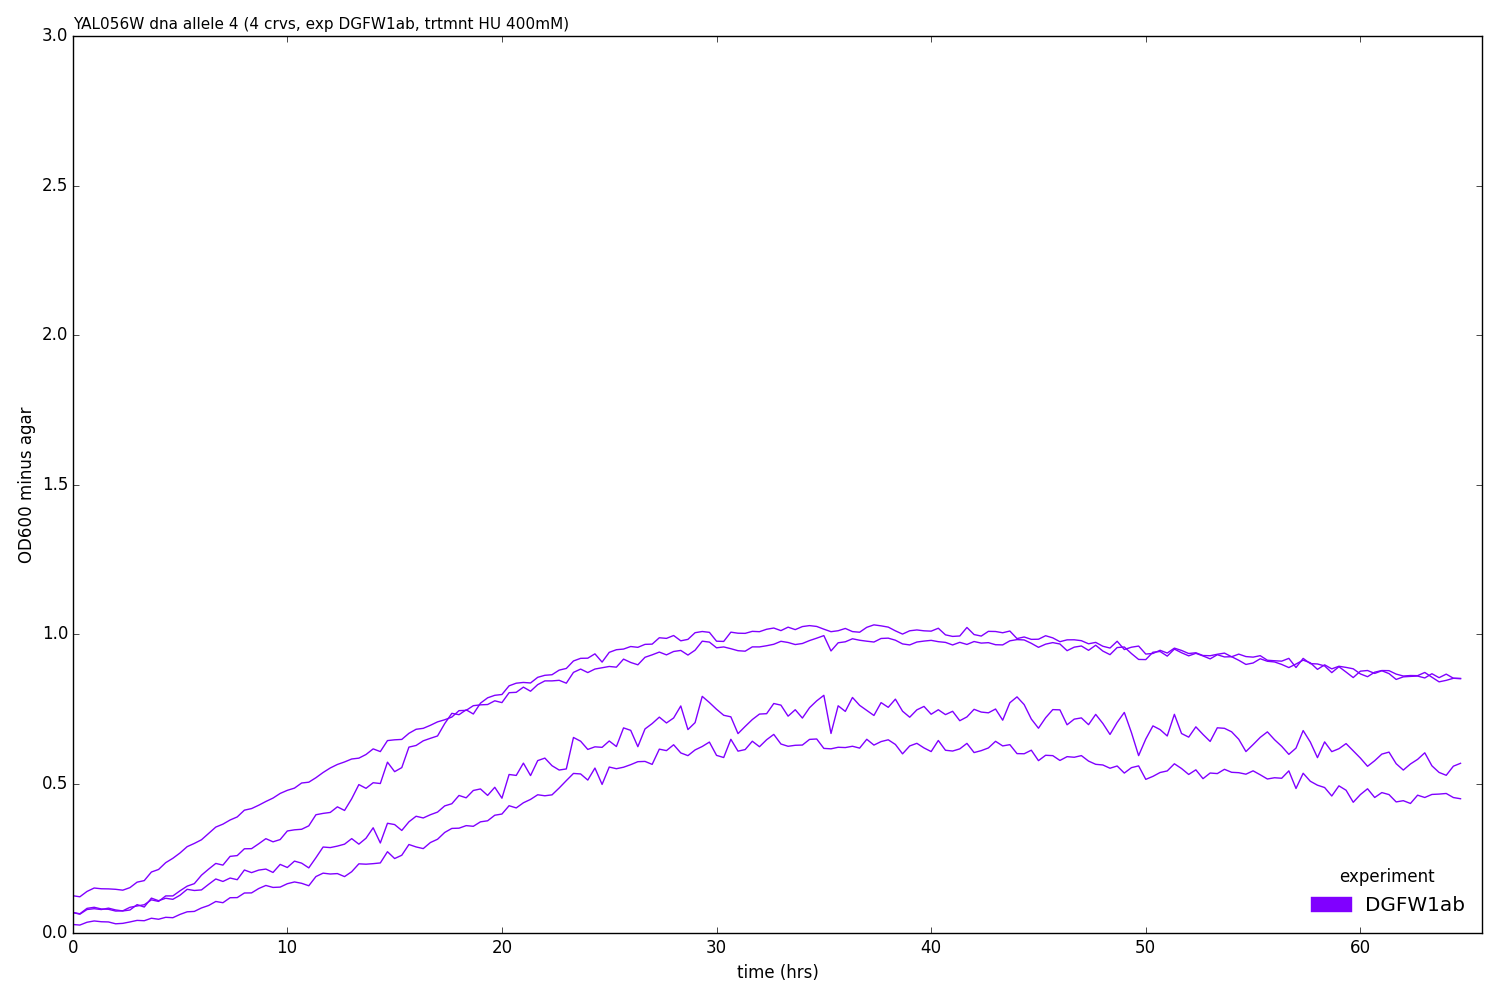 YAL056W dna allele 4 (4 crvs, exp DGFW1ab, trtmnt HU 400mM)
3.0
2.5
2.0
1.5
1.0
0.5
0.0
OD600 minus agar
0 10 20 30 40 50 60
time (hrs)
experiment
DGFW1ab